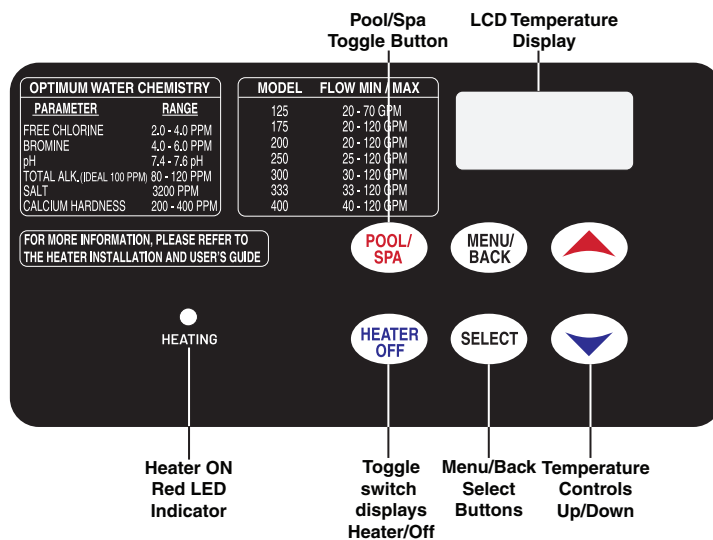 Pool/Spa
Toggle Button
LCD Temperature
Display
OPTIMUM WATER CHEMISTRY
PARAMETER RANGE
FREE CHLORINE 2.0 - 4.0 PPM
BROMINE 4.0 - 6.0 PPM
pH 7.4 - 7.6 pH
TOTAL ALK.(IDEAL 100 PPM) 80 - 120 PPM
SALT 3200 PPM
CALCIUM HARDNESS 200 - 400 PPM
MODEL FLOW MIN / MAX
125 20 - 70 GPM
175 20 - 120 GPM
200 20 - 120 GPM
250 25 - 120 GPM
300 30 - 120 GPM
333 33 - 120 GPM
400 40 - 120 GPM
FOR MORE INFORMATION, PLEASE REFER TO
THE HEATER INSTALLATION AND USER'S GUIDE
POOL/
SPA
MENU/
BACK
HEATING
HEATER
OFF
SELECT
Heater ON
Red LED
Indicator
Toggle
switch
displays
Heater/Off
Menu/Back
Select
Buttons
Temperature
Controls
Up/Down